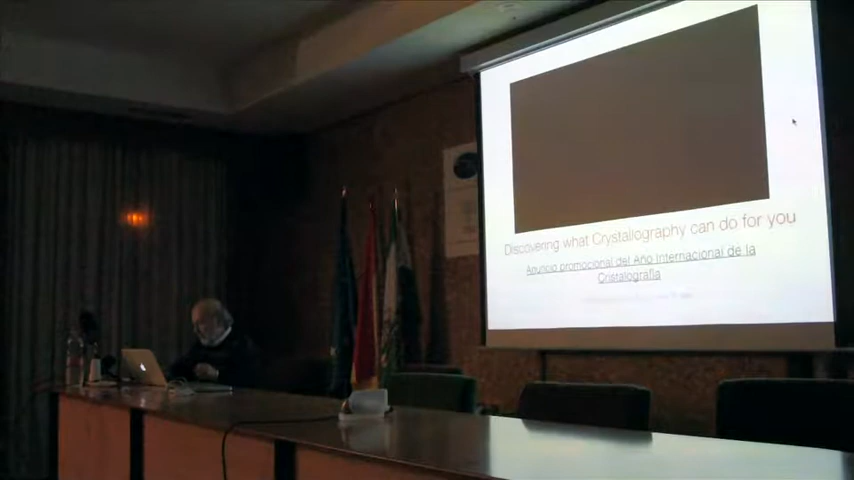 Discovering what Crystallography can do for you
Anuncio promocional del Año Internacional de la
Cristalografía